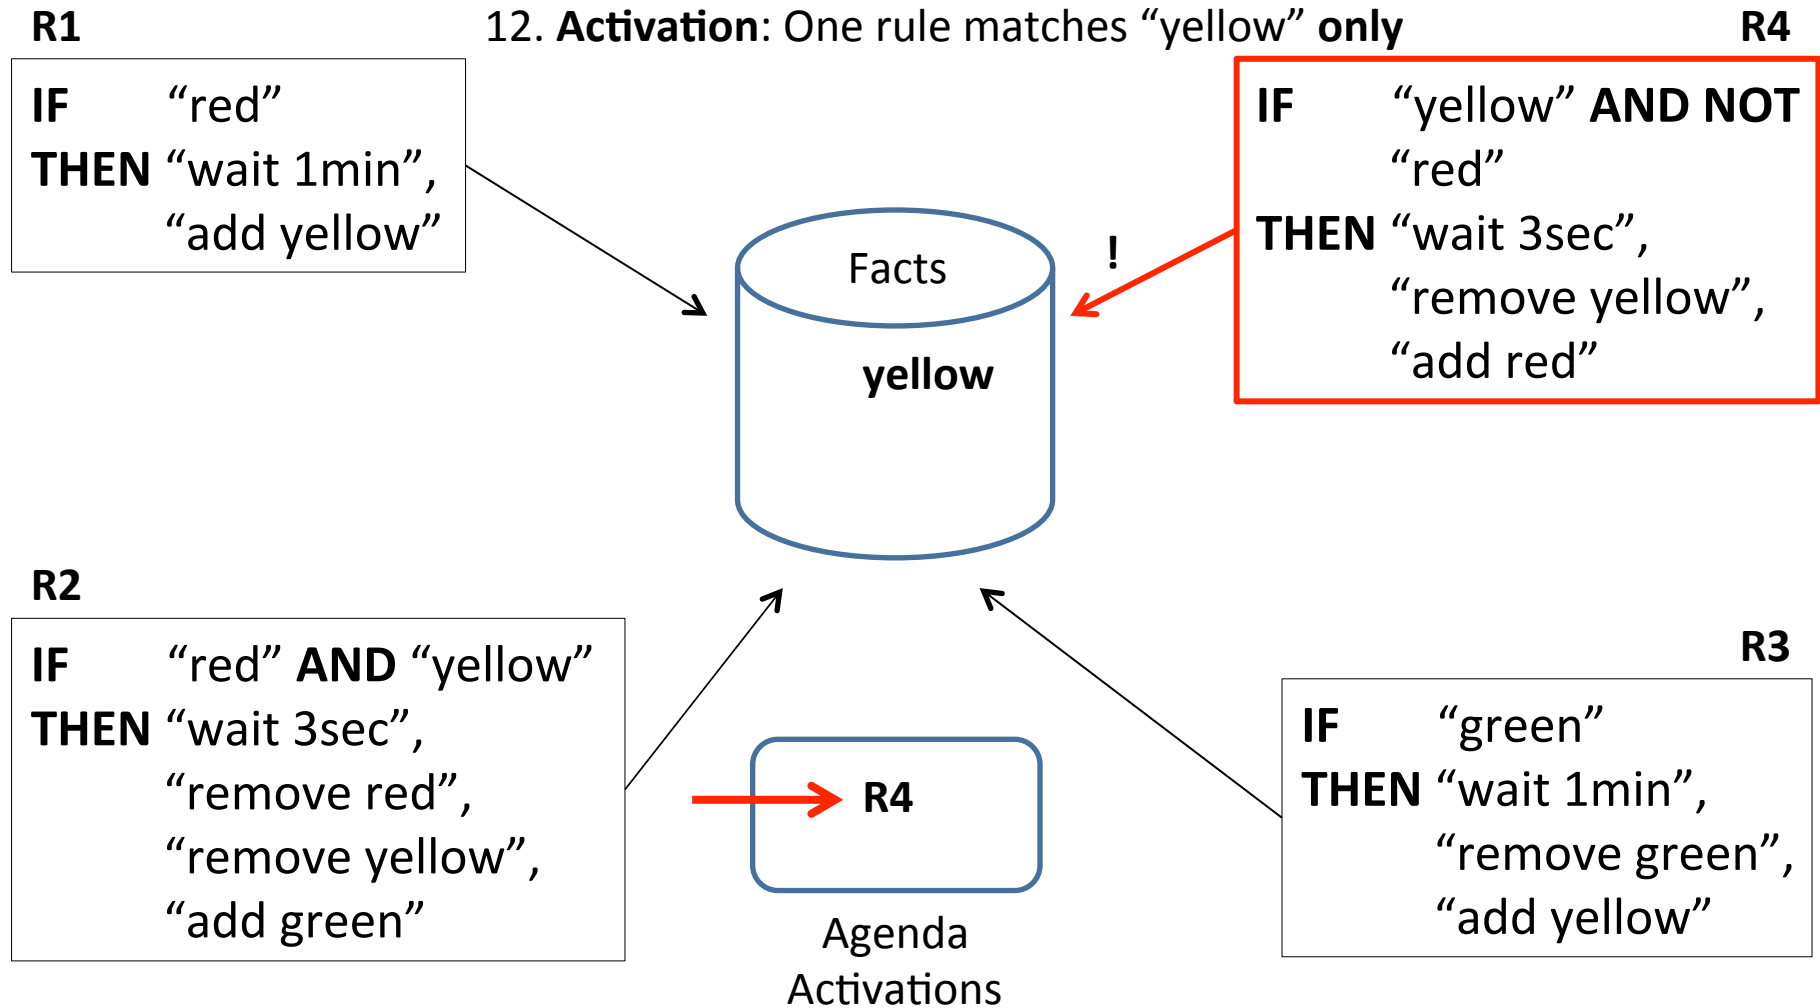 12. Activation: One rule matches “yellow” only
R1
IF “red”
THEN “wait 1min”,
“add yellow”
R4
IF “yellow” AND NOT
“red”
THEN “wait 3sec”,
“remove yellow”,
“add red”
!
Facts
yellow
R2
IF “red” AND “yellow”
THEN “wait 3sec”,
“remove red”,
“remove yellow”,
“add green”
R4
Agenda
Activations
R3
IF “green”
THEN “wait 1min”,
“remove green”,
“add yellow”